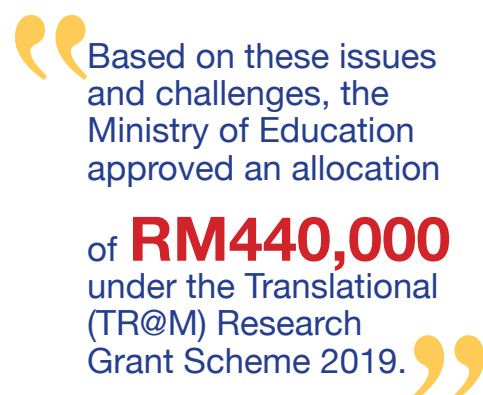 Based on these issues
and challenges, the
Ministry of Education
approved an allocation
of RM440,000
under the Translational
(TR@M) Research
Grant Scheme 2019.